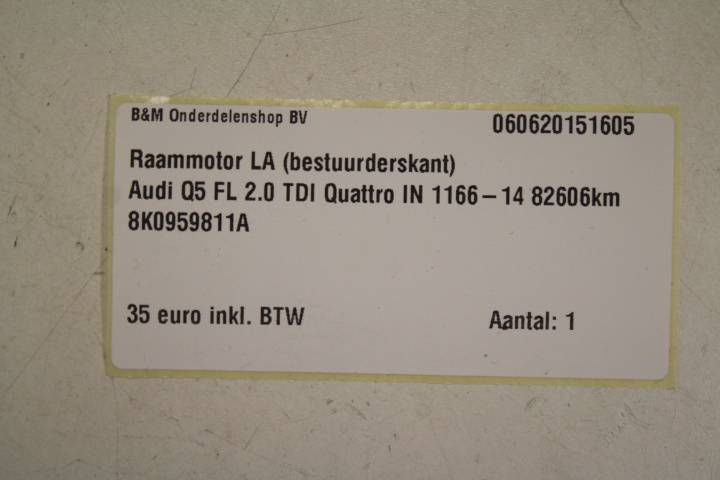 B&M Onderdelenshop BV 060620151605
Raammotor LA (bestuurderskant)
Audi Q5 FL 2.0 TDI Quattro IN 1166-14 82606km
8K0959811A
35 euro inkl. BTW Aantal: 1